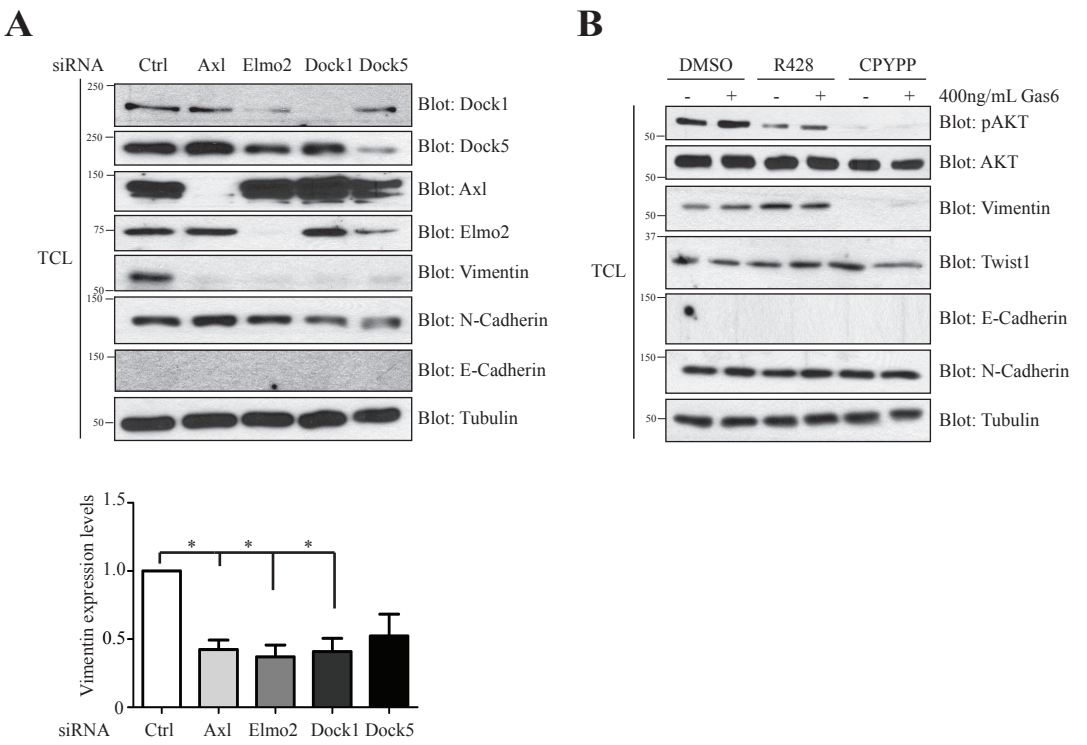 A
siRNA Ctrl Axl Elmo2 Dock1 Dock5
250 Blot: Dock1
250 Blot: Dock5
150 Blot: Axl
75 Blot: Elmo2
TCL
Blot: Vimentin
50
150 Blot: N-Cadherin
150 Blot: E-Cadherin
50 Blot: Tubulin
Vimentin expression levels
1.5
1.0
0.5
0
* * *
siRNA Ctrl Axl Elmo2 Dock1 Dock5
B
DMSO R428 CPYPP
- + - + - + 400ng/mL Gas6
50 Blot: pAKT
Blot: AKT
50
50 Blot: Vimentin
37
TCL Blot: Twist1
150 Blot: E-Cadherin
150 Blot: N-Cadherin
50 Blot: Tubulin